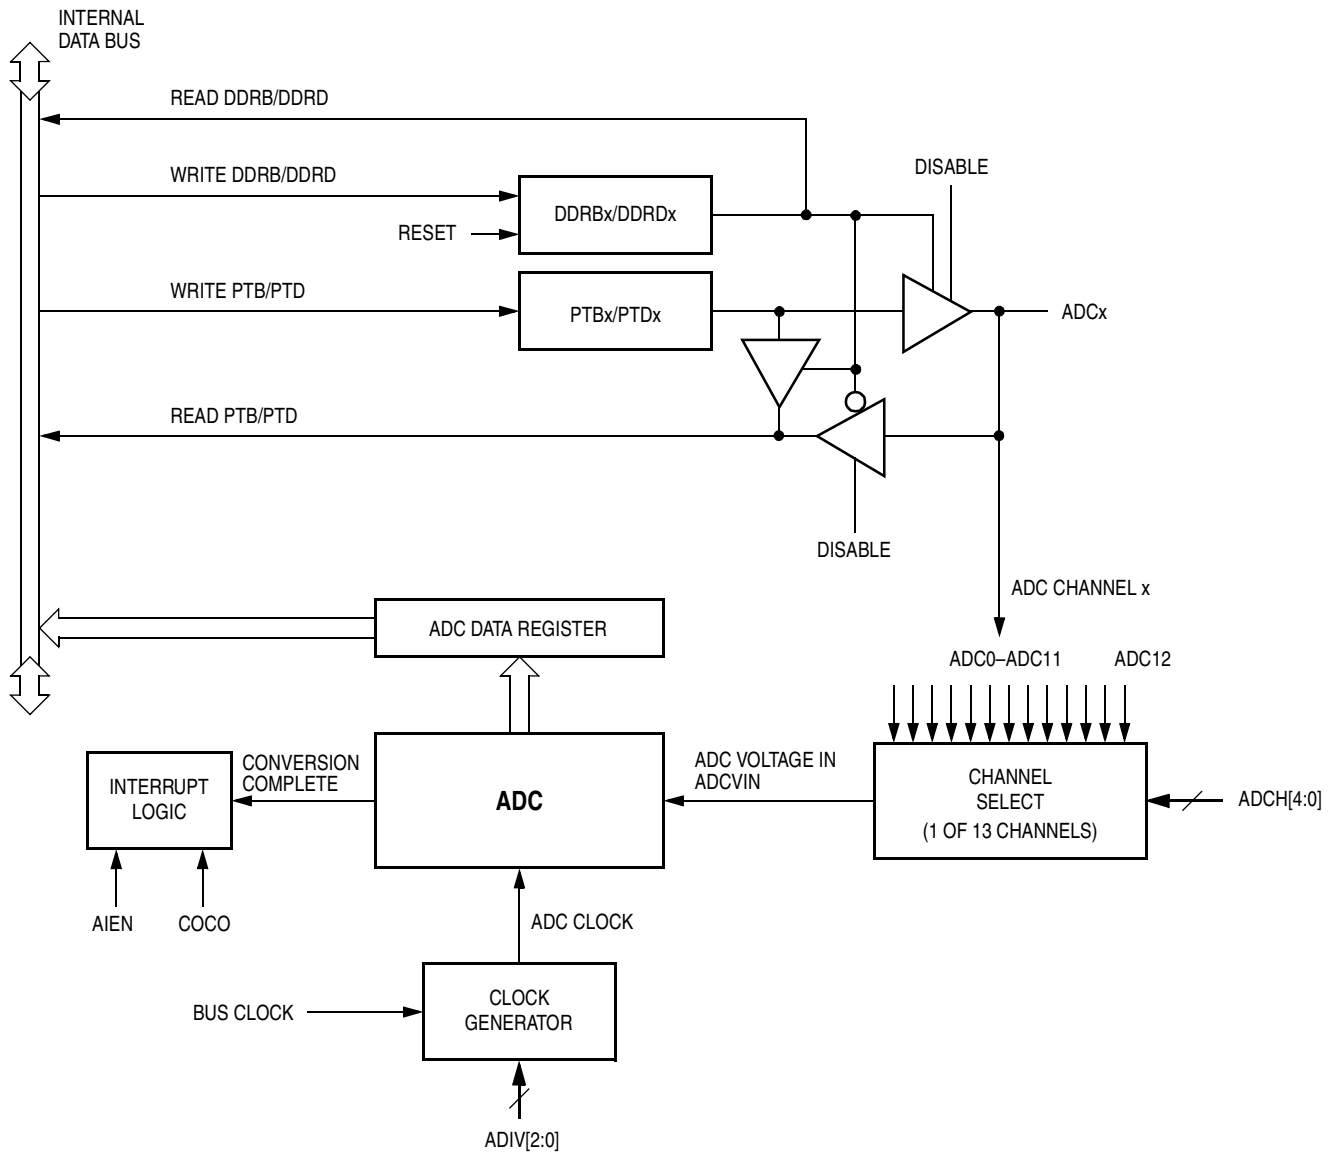 INTERNAL
DATA BUS
READ DDRB/DDRD
WRITE DDRB/DDRD
DISABLE
DDRBx/DDRDx
RESET
WRITE PTB/PTD
PTBx/PTDx
ADCx
READ PTB/PTD
DISABLE
ADC CHANNEL x
ADC DATA REGISTER
ADC0–ADC11
ADC12
INTERRUPT
LOGIC
CONVERSION
COMPLETE
ADC
ADC VOLTAGE IN
ADCVIN
CHANNEL
SELECT
(1 OF 13 CHANNELS)
ADCH[4:0]
AIEN
COCO
ADC CLOCK
BUS CLOCK
CLOCK
GENERATOR
ADIV[2:0]